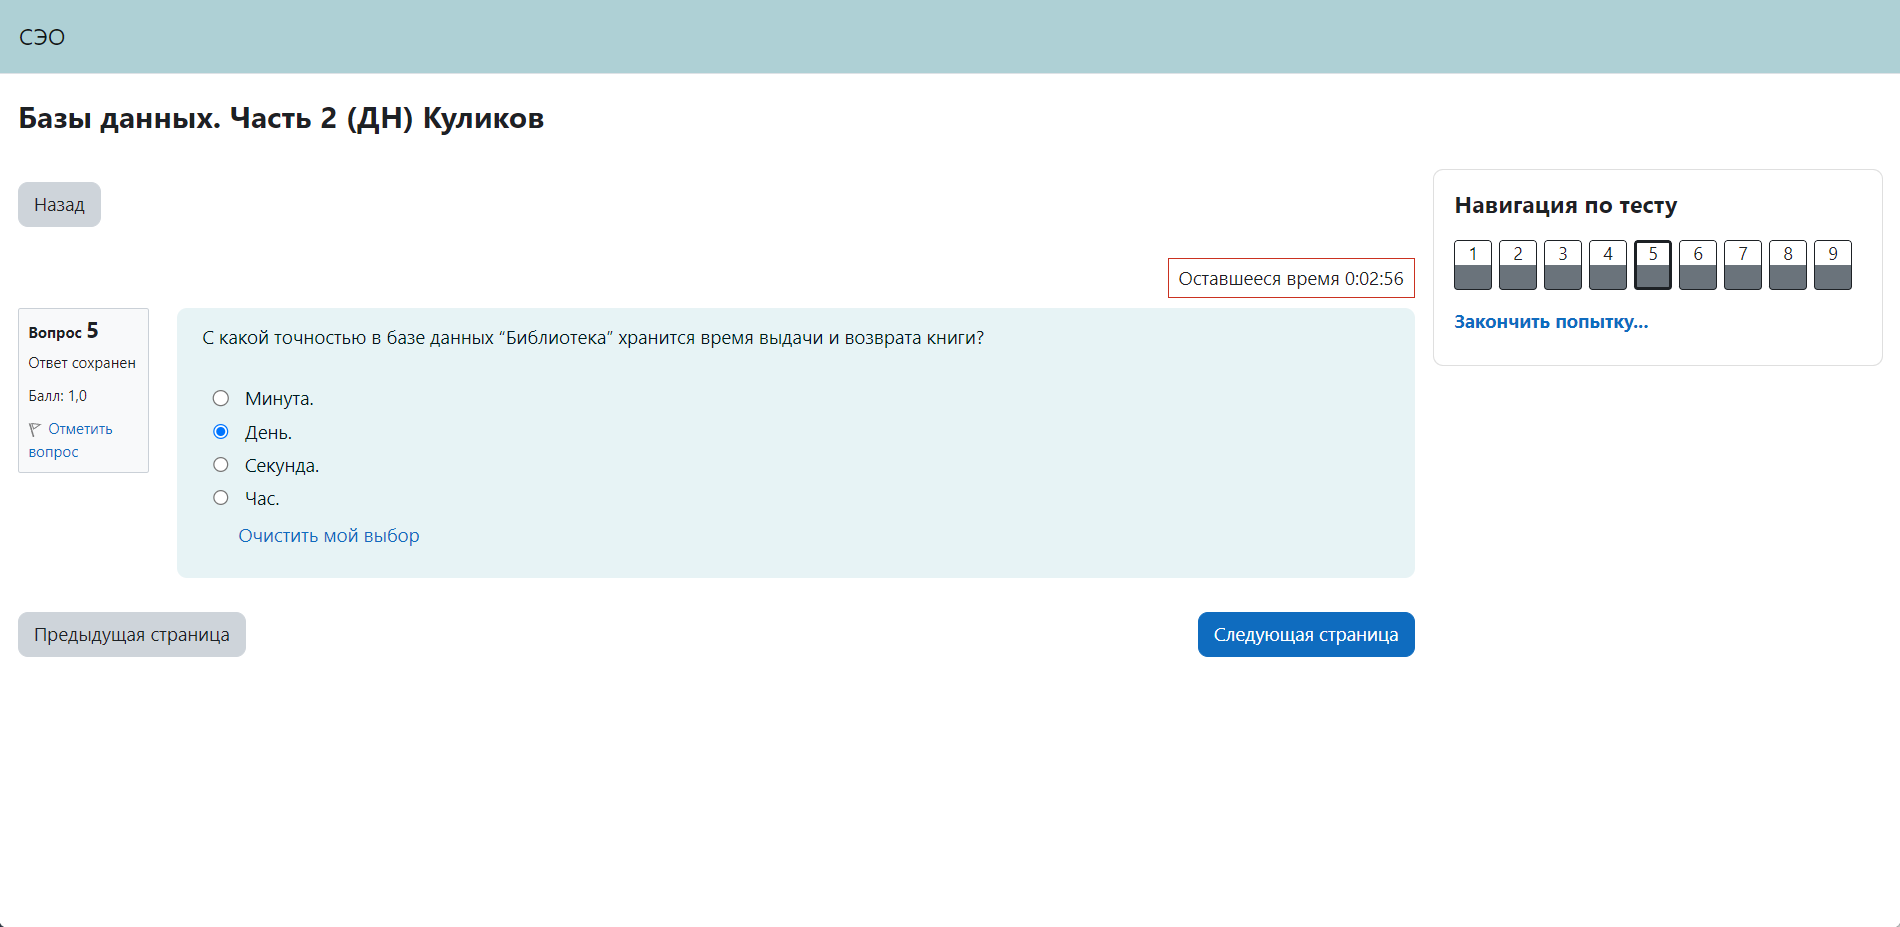 СЭО
Базы данных. Часть 2 (ДН) Куликов
Назад
Оставшееся время 0:02:56
Вопрос 5
Ответ сохранен
Балл: 1,0
Отметить
вопрос
С какой точностью в базе данных “Библиотека” хранится время выдачи и возврата книги?
Минута.
День.
Секунда.
Час.
Очистить мой выбор
Предыдущая страница
Следующая страница
Навигация по тесту
1 2 3 4 5 6 7 8 9
Закончить попытку...